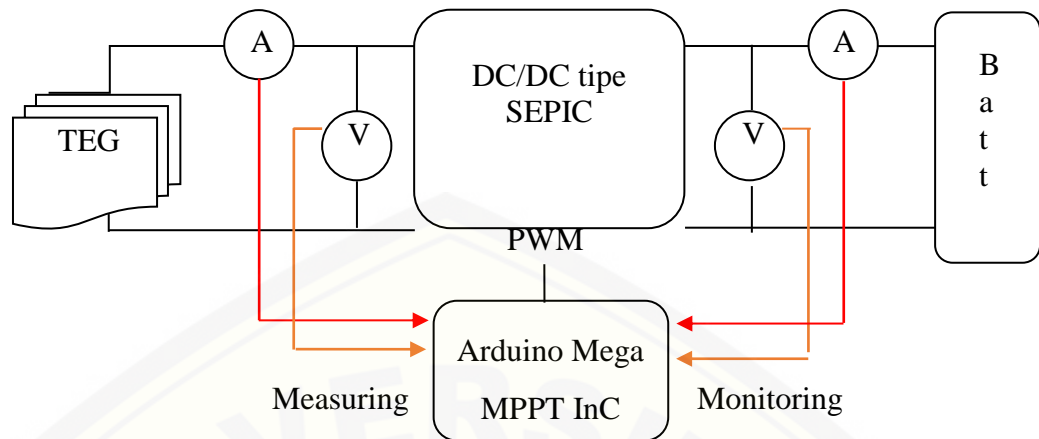 A
A
DC/DC tipe
SEPIC
B
a
t
t
TEG
V
V
PWM
Arduino Mega
MPPT InC
Measuring
Monitoring